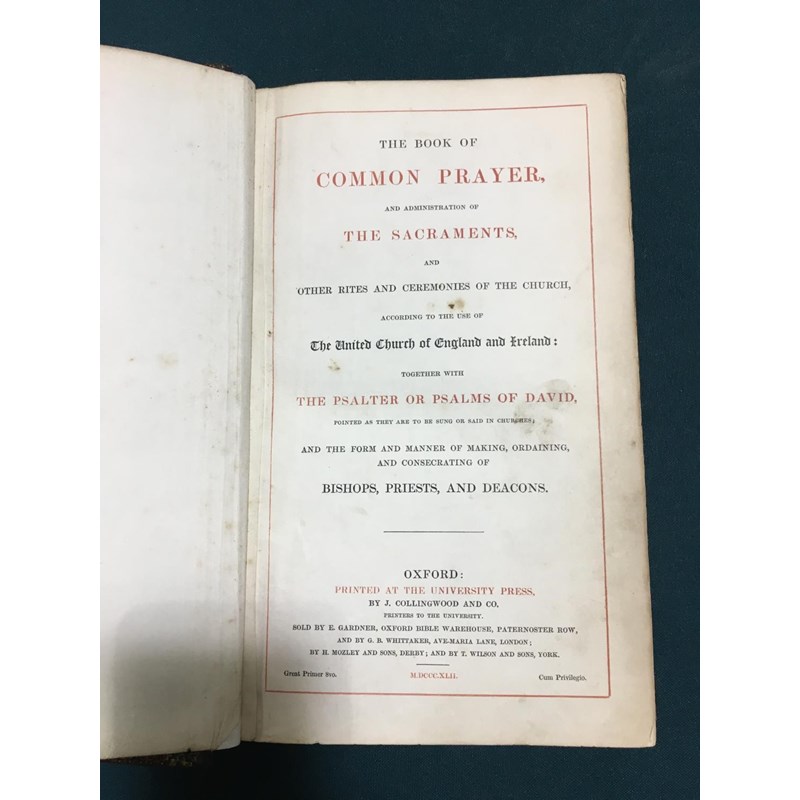 THE BOOK OF
COMMON PRAYER,
AND ADMINISTRATION OF
THE SACRAMENTS,
AND
OTHER RITES AND CEREMONIES OF THE CHURCH,
ACCORDING TO THE USE OF
The United Church of England and Ireland:
TOGETHER WITH
THE PSALTER OR PSALMS OF DAVID,
POINTED AS THEY ARE TO BE SUNG OR SAID IN CHURCHES;
AND THE FORM AND MANNER OF MAKING, ORDAINING,
AND CONSECRATING OF
BISHOPS, PRIESTS, AND DEACONS.
OXFORD:
PRINTED AT THE UNIVERSITY PRESS,
BY J. COLLINGWOOD AND CO.
PRINTERS TO THE UNIVERSITY.
SOLD BY E. GARDNER, OXFORD BIBLE WAREHOUSE, PATERNOSTER ROW,
AND BY G. B. WHITTAKER, AVE-MARIA LANE, LONDON;
BY H. MOZLEY AND SONS, DERBY; AND BY T. WILSON AND SONS, YORK.
Great Primer 8vo. M.DCCC.XLII. Cum Privilegio.